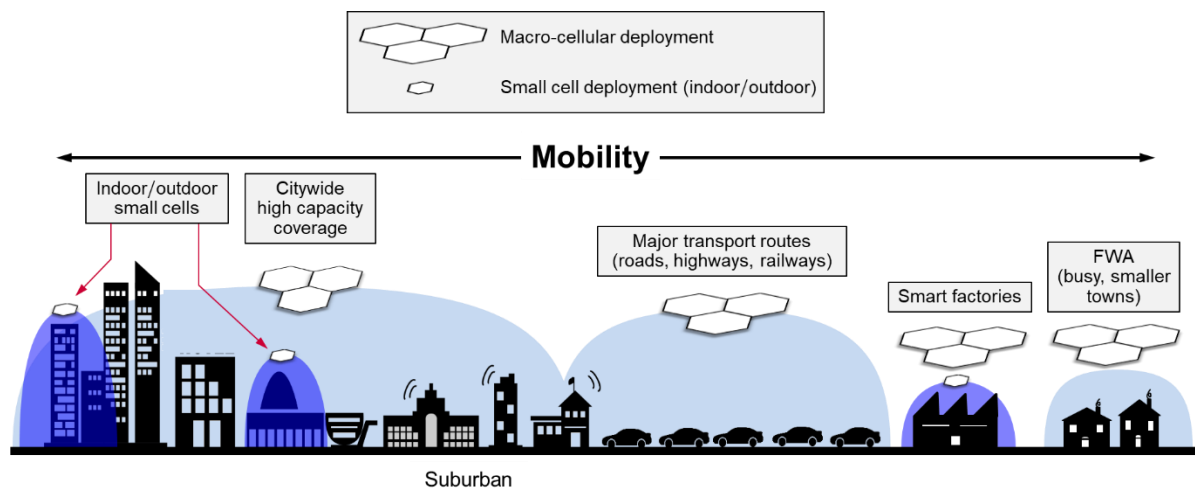 Macro-cellular deployment
Small cell deployment (indoor/outdoor)
Mobility
Indoor/outdoor
small cells
Citywide
high capacity
coverage
Major transport routes
(roads, highways, railways)
Smart factories
FWA
(busy, smaller
towns)
Suburban